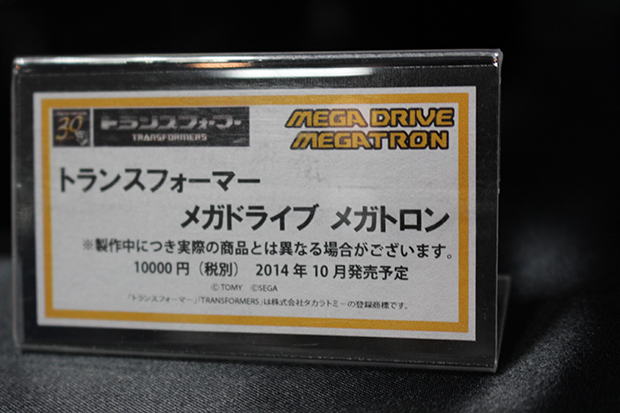 30th
トランスフォーマー
TRANSFORMERS
MEGA DRIVE
MEGATRON
トランスフォーマー
メガドライブ メガトロン
※製作中につき実際の商品とは異なる場合がございます。
10000円（税別） 2014年10月発売予定
©TOMY ©SEGA
「トランスフォーマー」「TRANSFORMERS」は株式会社タカラトミーの登録商標です。